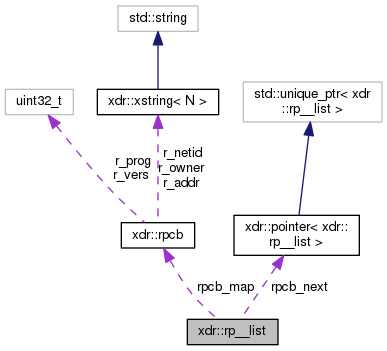 std::string
uint32_t
xdr::xstring< N >
std::unique_ptr< xdr
::rp__list >
r_prog
r_vers
r_netid
r_owner
r_addr
xdr::rpcb
xdr::pointer< xdr::
rp__list >
rpcb_map
rpcb_next
xdr::rp__list